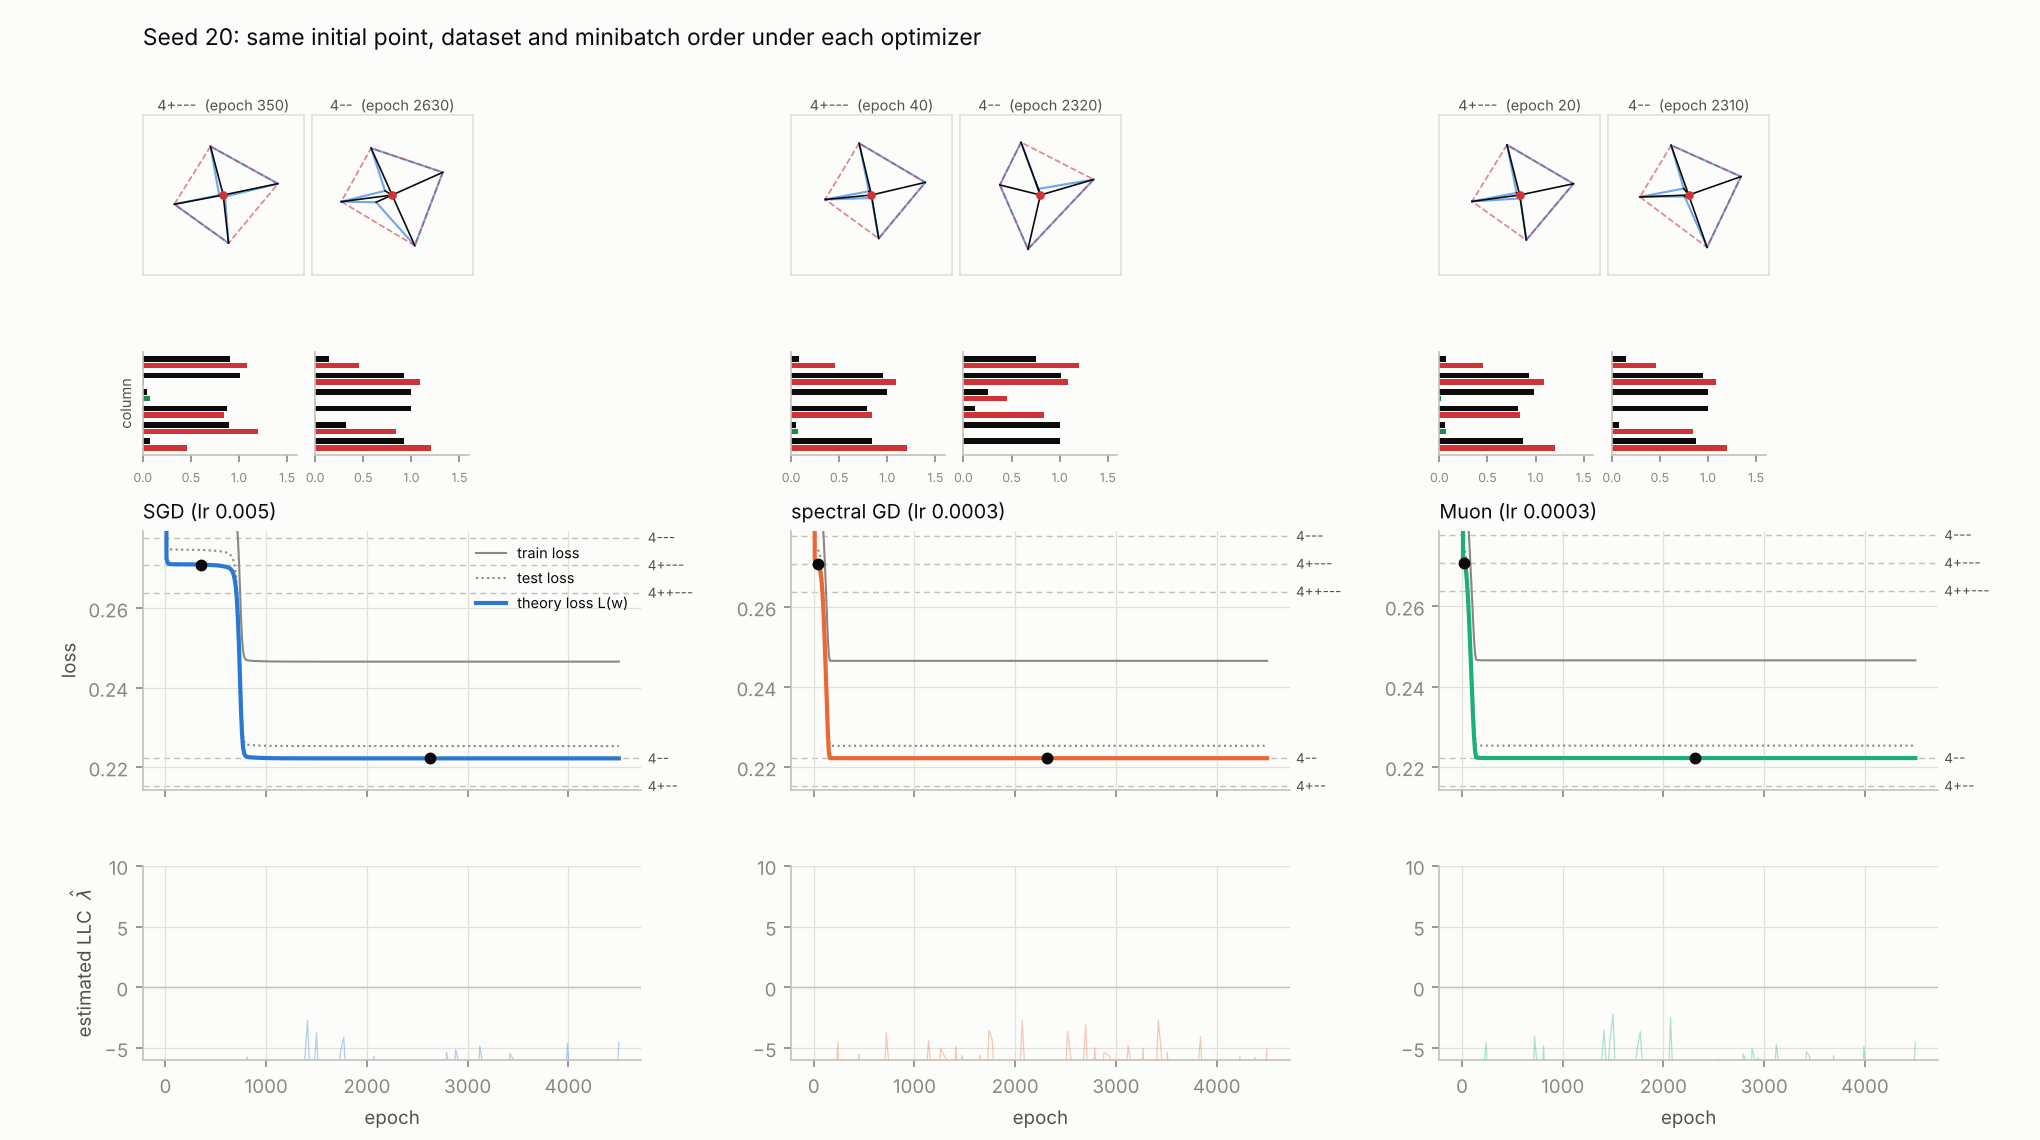 Seed 20: same initial point, dataset and minibatch order under each optimizer
4+--- (epoch 350)
4-- (epoch 2630)
4+--- (epoch 40)
4-- (epoch 2320)
4+--- (epoch 20)
4-- (epoch 2310)
column
0.0 0.5 1.0 1.5
0.0 0.5 1.0 1.5
0.0 0.5 1.0 1.5
0.0 0.5 1.0 1.5
0.0 0.5 1.0 1.5
0.0 0.5 1.0 1.5
SGD (lr 0.005)
loss
0.26
0.24
0.22
train loss
test loss
theory loss L(w)
4---
4+---
4++---
4--
4+--
spectral GD (lr 0.0003)
0.26
0.24
0.22
4---
4+---
4++---
4--
4+--
Muon (lr 0.0003)
0.26
0.24
0.22
4---
4+---
4++---
4--
4+--
estimated LLC λ̂
10
5
0
−5
0 1000 2000 3000 4000
epoch
10
5
0
−5
0 1000 2000 3000 4000
epoch
10
5
0
−5
0 1000 2000 3000 4000
epoch